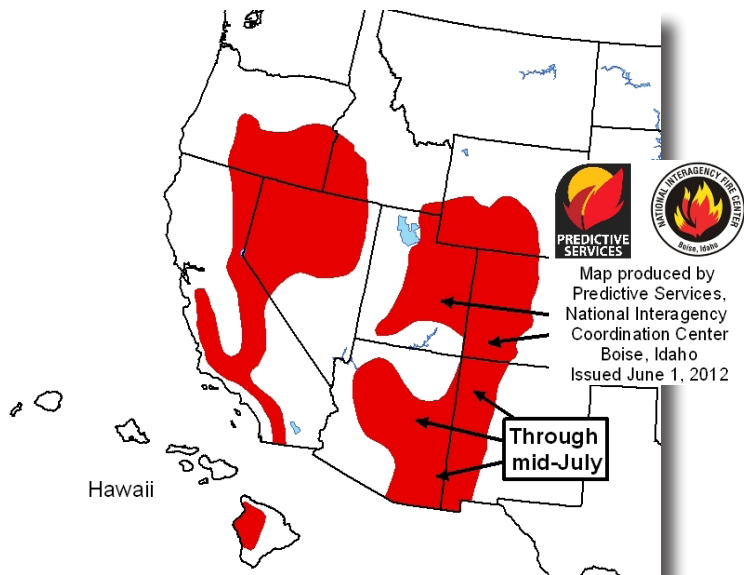 PREDICTIVE
SERVICES
NATIONAL INTERAGENCY FIRE CENTER
Boise, Idaho
Map produced by
Predictive Services,
National Interagency
Coordination Center
Boise, Idaho
Issued June 1, 2012
Through
mid-July
Hawaii